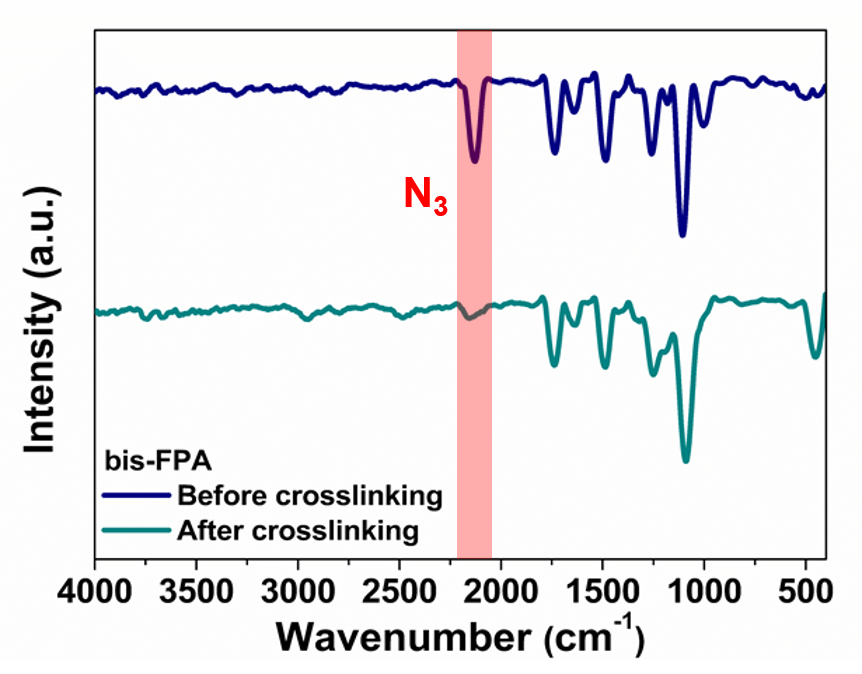 N3
Intensity (a.u.)
bis-FPA
Before crosslinking
After crosslinking
4000 3500 3000 2500 2000 1500 1000 500
Wavenumber (cm-1)